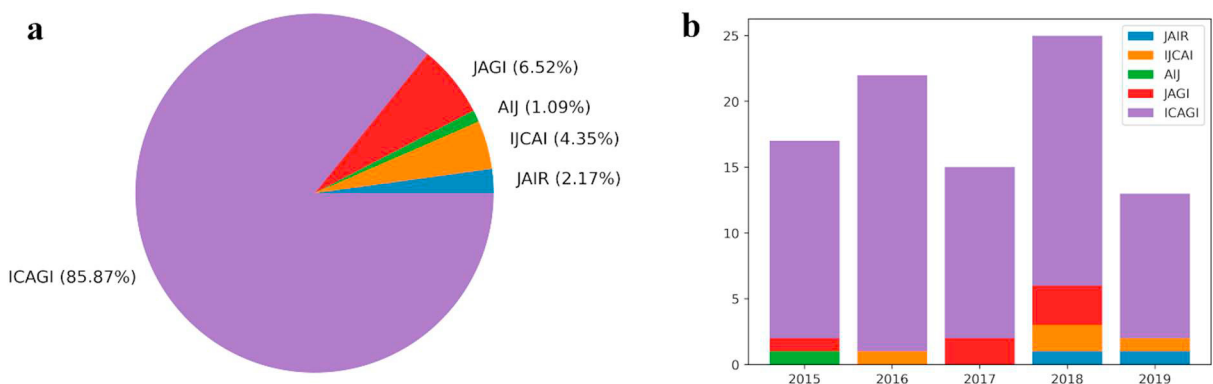 a
JAGI (6.52%)
AIJ (1.09%)
IJCAI (4.35%)
JAIR (2.17%)
ICAGI (85.87%)
b
25
20
15
10
5
0
2015 2016 2017 2018 2019
JAIR
IJCAI
AIJ
JAGI
ICAGI